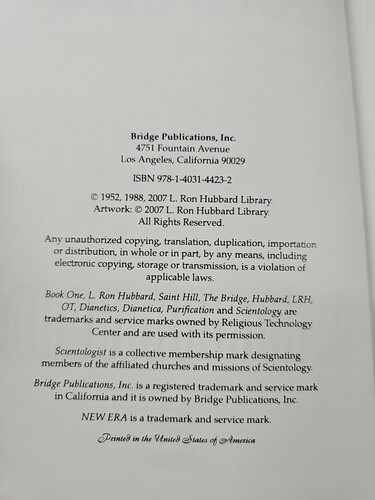 Bridge Publications, Inc.
4751 Fountain Avenue
Los Angeles, California 90029
ISBN 978-1-4031-4423-2
© 1952, 1988, 2007 L. Ron Hubbard Library.
Artwork: © 2007 L. Ron Hubbard Library.
All Rights Reserved.
Any unauthorized copying, translation, duplication, importation
or distribution, in whole or in part, by any means, including
electronic copying, storage or transmission, is a violation of
applicable laws.
Book One, L. Ron Hubbard, Saint Hill, The Bridge, Hubbard, LRH,
OT, Dianetics, Dianetica, Purification and Scientology are
trademarks and service marks owned by Religious Technology
Center and are used with its permission.
Scientologist is a collective membership mark designating
members of the affiliated churches and missions of Scientology.
Bridge Publications, Inc. is a registered trademark and service mark
in California and it is owned by Bridge Publications, Inc.
NEW ERA is a trademark and service mark.
Printed in the United States of America